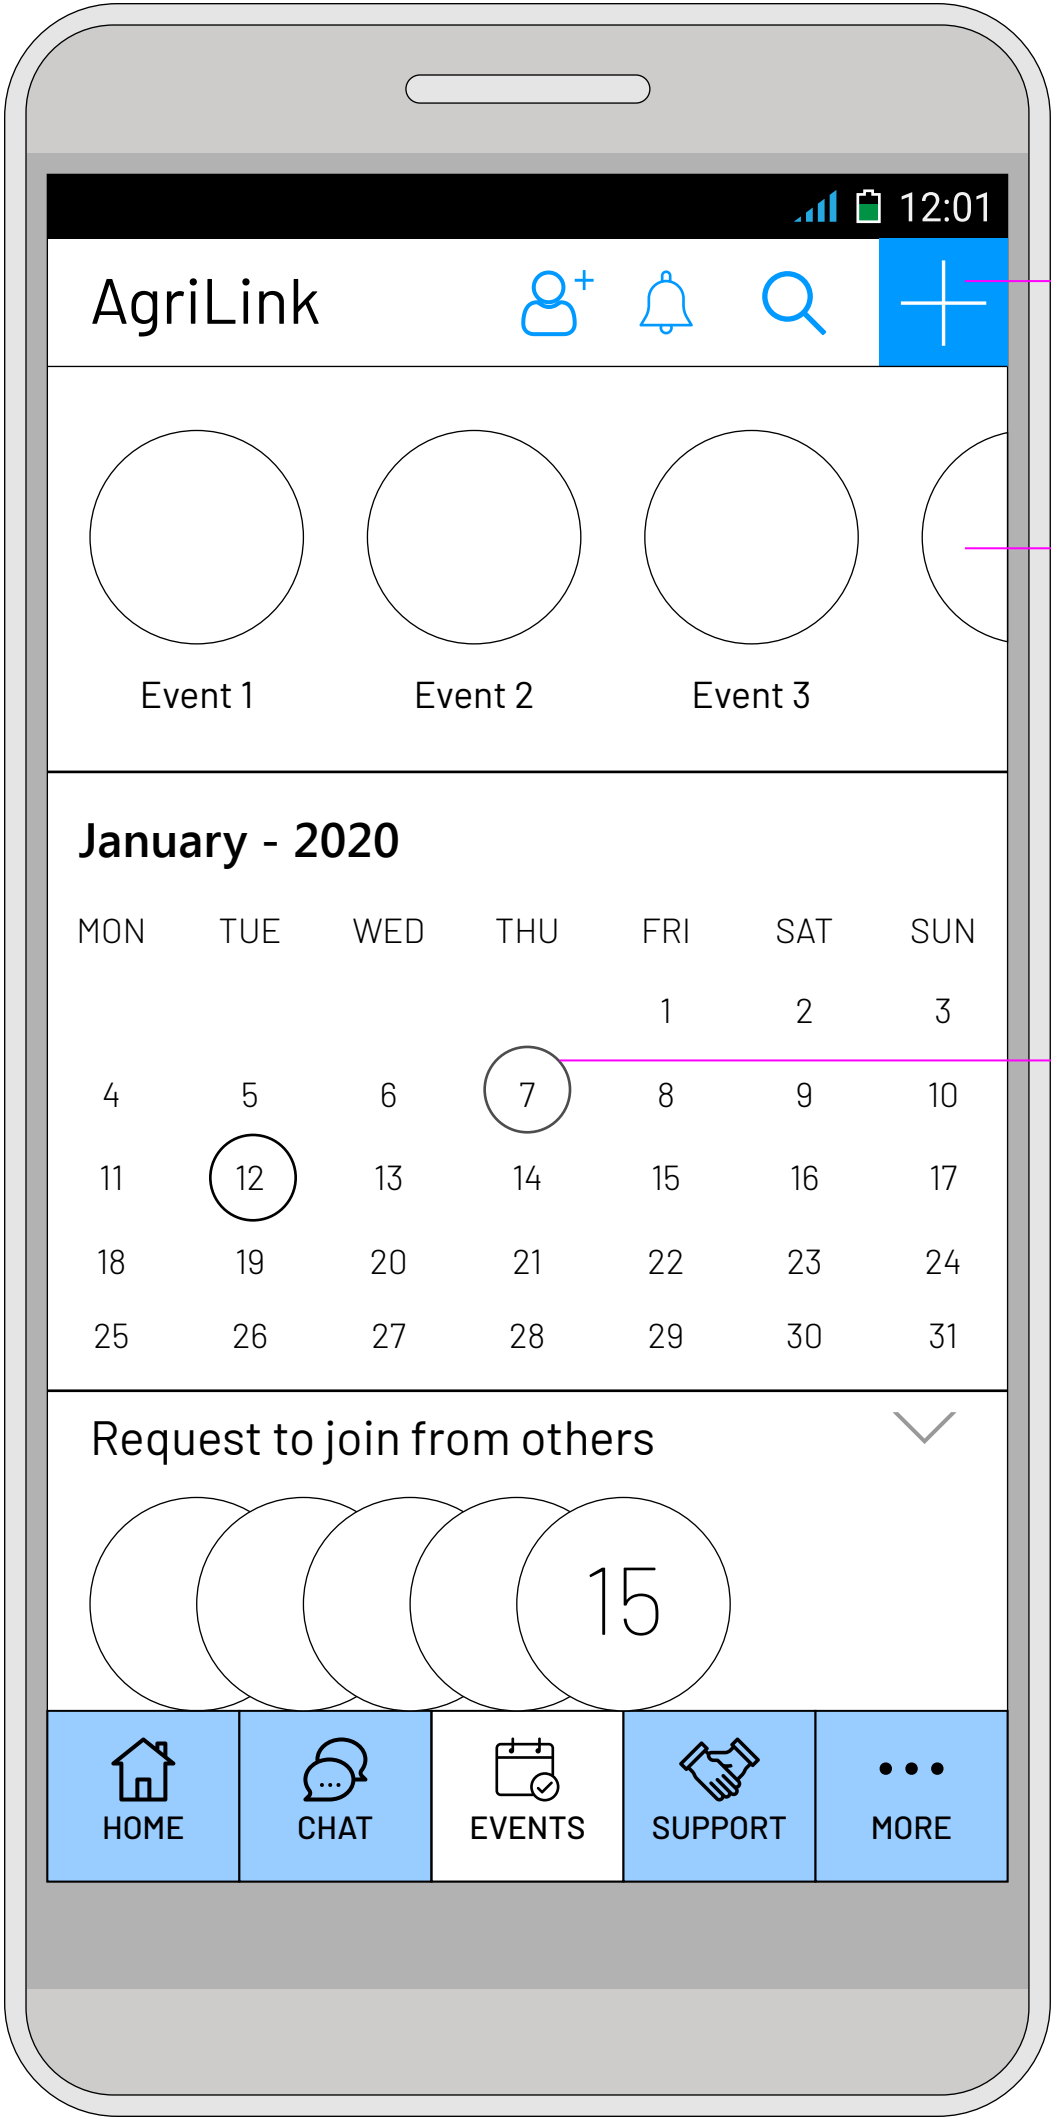 12:01
AgriLink
Event 1 Event 2 Event 3
January - 2020
MON TUE WED THU FRI SAT SUN
1 2 3
4 5 6 7 8 9 10
11 12 13 14 15 16 17
18 19 20 21 22 23 24
25 26 27 28 29 30 31
Request to join from others
15
HOME CHAT EVENTS SUPPORT MORE